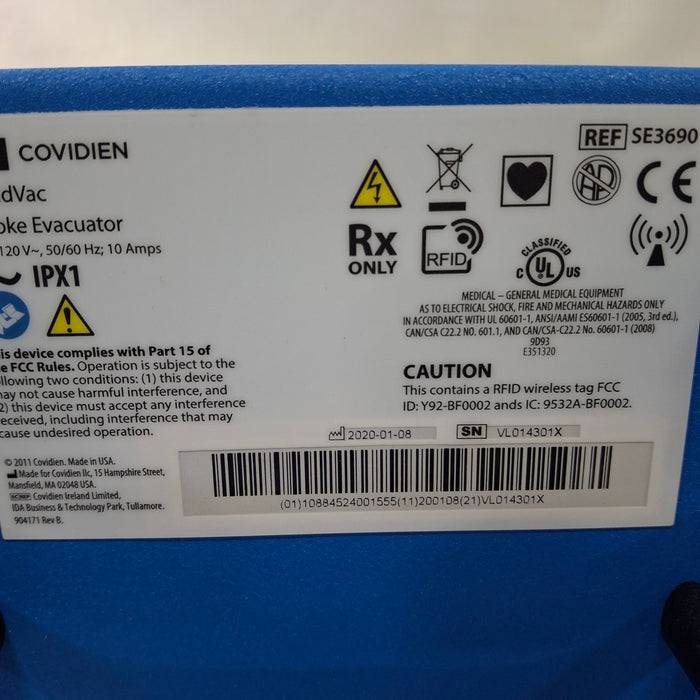 COVIDIEN
REF SE3690
dVac
oke Evacuator
120 V~, 50/60 Hz; 10 Amps
IPX1
Rx
ONLY
RFID
CE
CLASSIFIED
C UL US
MEDICAL – GENERAL MEDICAL EQUIPMENT
AS TO ELECTRICAL SHOCK, FIRE AND MECHANICAL HAZARDS ONLY
IN ACCORDANCE WITH UL 60601-1, ANSI/AAMI ES60601-1 (2005, 3rd ed.),
CAN/CSA-C22.2 NO. 601.1, AND CAN/CSA-C22.2 No. 60601-1 (2008)
9D93
E351320
is device complies with Part 15 of
e FCC Rules. Operation is subject to the
llowing two conditions: (1) this device
ay not cause harmful interference, and
2) this device must accept any interference
eceived, including interference that may
cause undesired operation.
CAUTION
This contains a RFID wireless tag FCC
ID: Y92-BF0002 ands IC: 9532A-BF0002.
2020-01-08
SN VL014301X
(01)10884524001555(11)200108(21)VL014301X
© 2011 Covidien. Made in USA.
Made for Covidien llc, 15 Hampshire Street,
Mansfield, MA 02048 USA.
EC REP Covidien Ireland Limited,
IDA Business & Technology Park, Tullamore.
904171 Rev B.